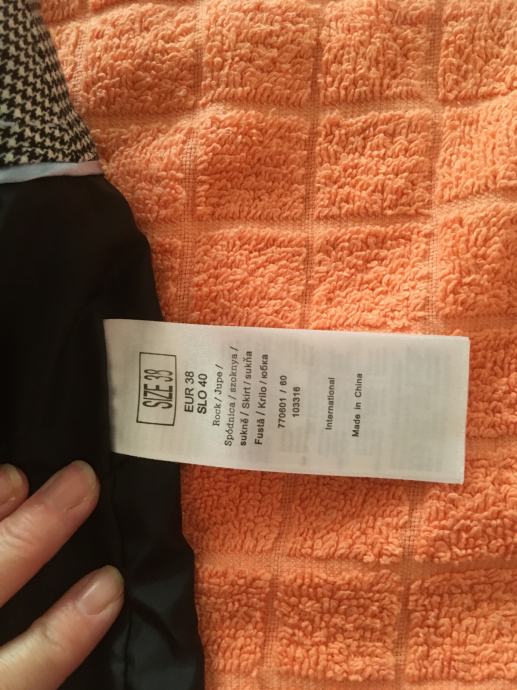 SIZE 38
EUR 38
SLO 40
Rock / Jupe /
Spódnica / szoknya /
sukně / Skirt / sukňa
Fustă / Krilo / юбка
770601 / 60
103316
International
Made in China